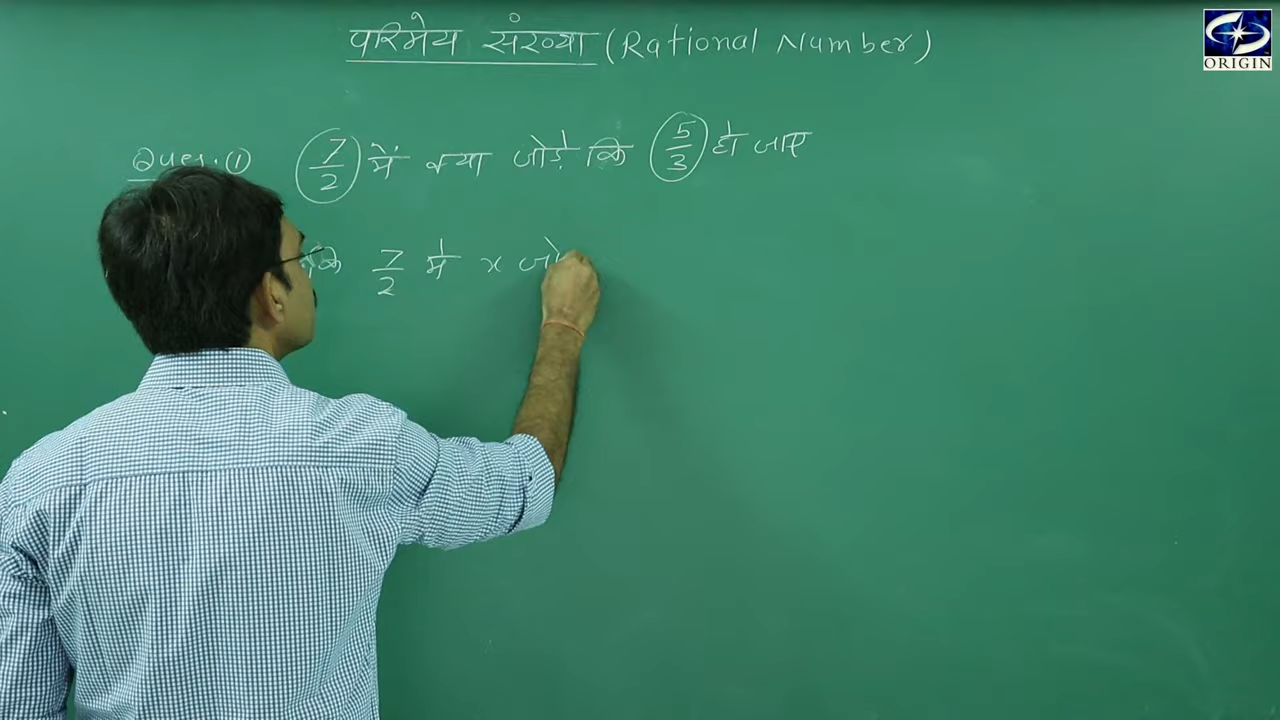 परिमेय संख्या (Rational Number)
ORIGIN
Ques.① 7/2 में क्या जोड़े कि 5/3 हो जाए
कि 7/2 में x जो